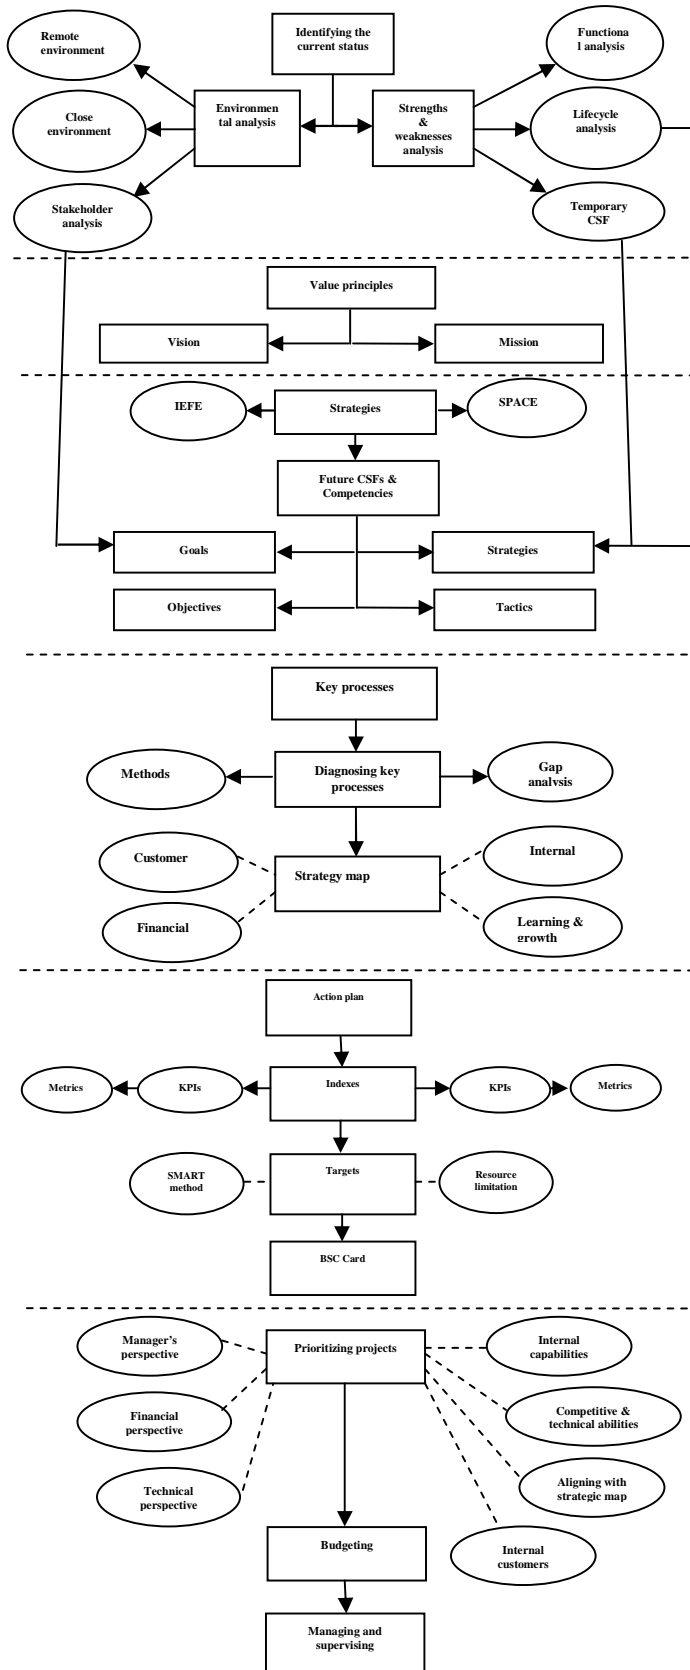 Remote
environment
Identifying the
current status
Functiona
l analysis
Close
environment
Environmen
tal analysis
Strengths
&
weaknesses
analysis
Lifecycle
analysis
Stakeholder
analysis
Temporary
CSF
Value principles
Vision
Mission
IEFE
Strategies
SPACE
Future CSFs &
Competencies
Goals
Strategies
Objectives
Tactics
Key processes
Methods
Diagnosing key
processes
Gap
analysis
Customer
Strategy map
Internal
Financial
Learning &
growth
Action plan
Metrics
KPIs
Indexes
KPIs
Metrics
SMART
method
Targets
Resource
limitation
BSC Card
Manager's
perspective
Prioritizing projects
Internal
capabilities
Financial
perspective
Competitive &
technical abilities
Technical
perspective
Aligning with
strategic map
Budgeting
Internal
customers
Managing and
supervising